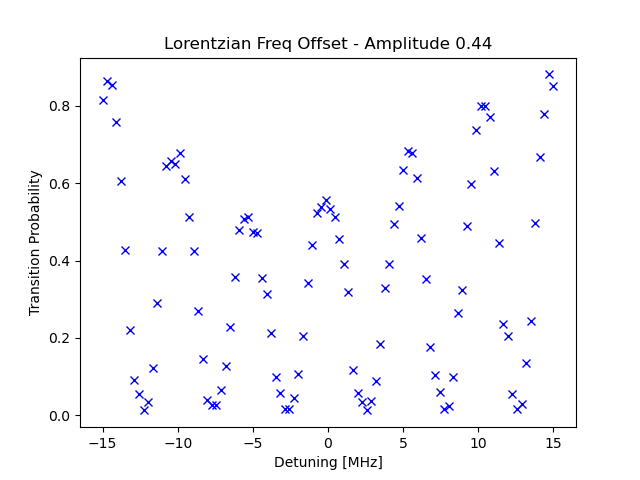 Lorentzian Freq Offset - Amplitude 0.44
Transition Probability
0.8
0.6
0.4
0.2
0.0
−15 −10 −5 0 5 10 15
Detuning [MHz]